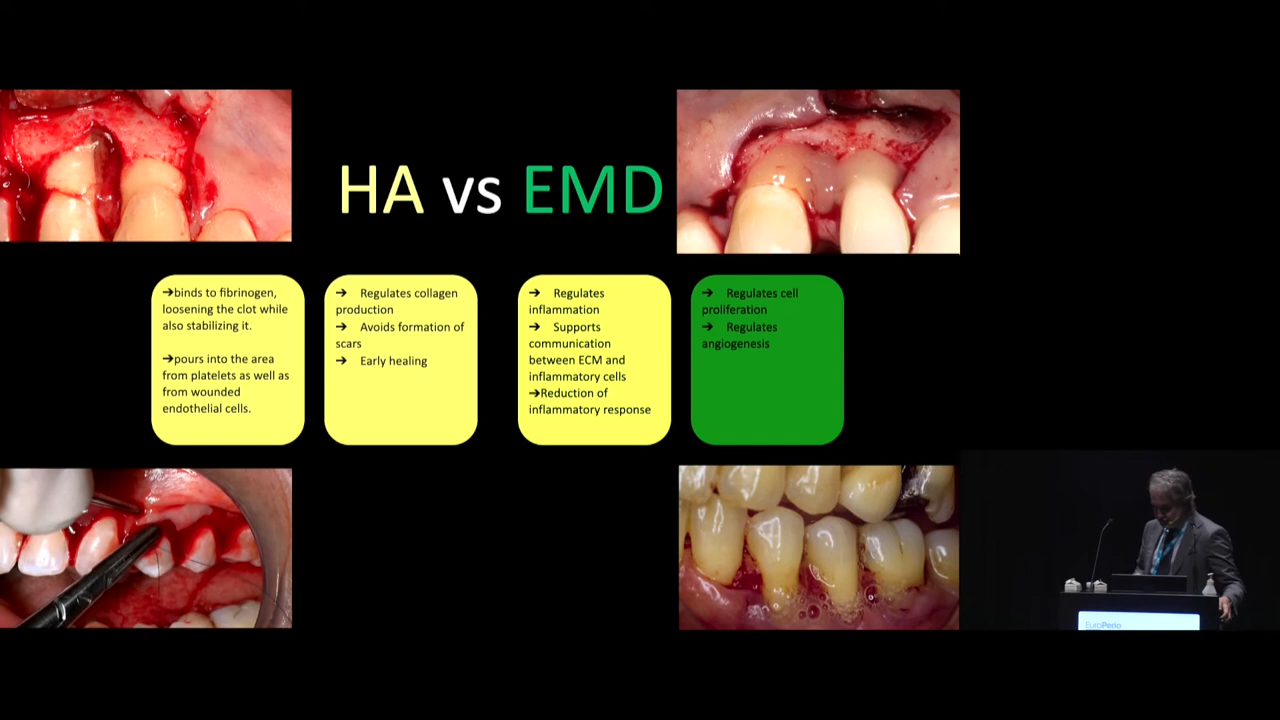 HA vs EMD
➔binds to fibrinogen,
loosening the clot while
also stabilizing it.
➔pours into the area
from platelets as well as
from wounded
endothelial cells.
➔ Regulates collagen
production
➔ Avoids formation of
scars
➔ Early healing
➔ Regulates
inflammation
➔ Supports
communication
between ECM and
inflammatory cells
➔Reduction of
inflammatory response
➔ Regulates cell
proliferation
➔ Regulates
angiogenesis
EuroPerio